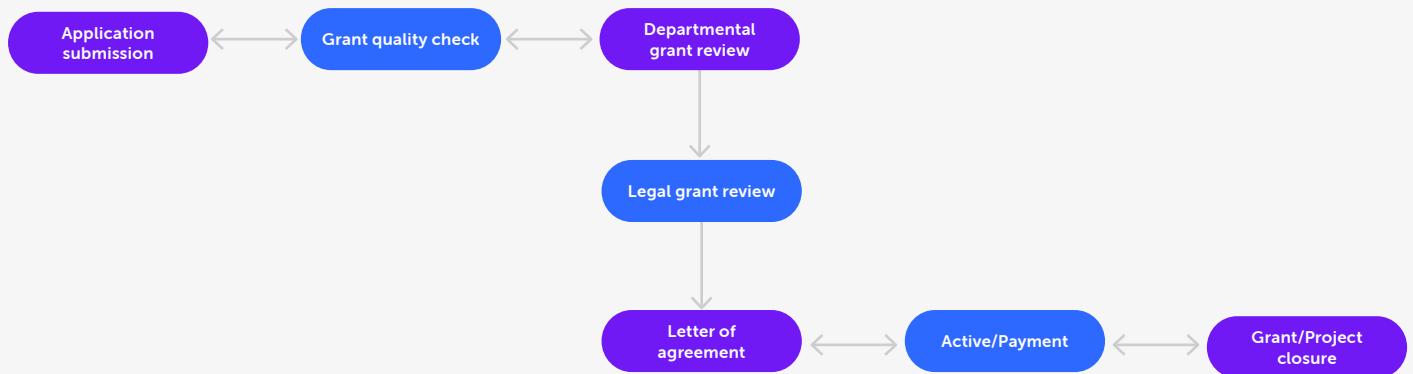 Application
submission
Grant quality check
Departmental
grant review
Legal grant review
Letter of
agreement
Active/Payment
Grant/Project
closure